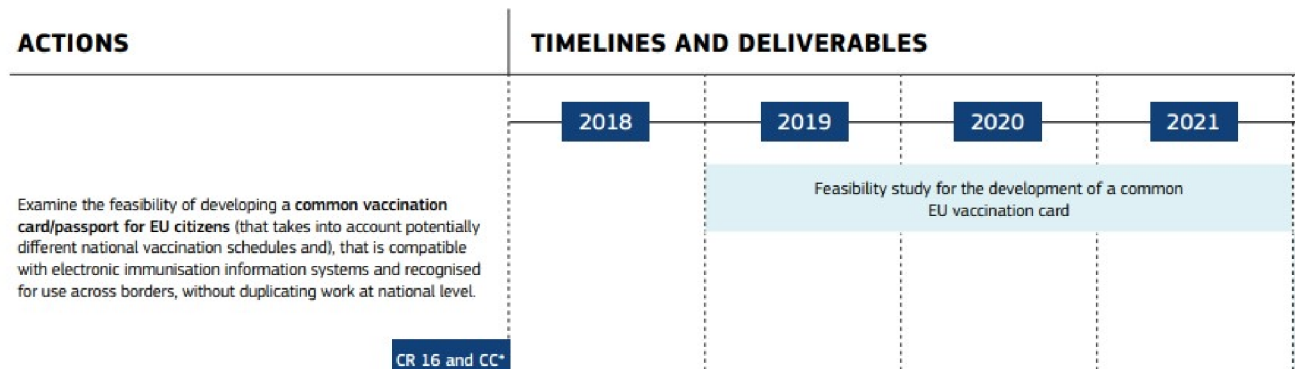 ACTIONS
TIMELINES AND DELIVERABLES
2018
2019
2020
2021
Examine the feasibility of developing a common vaccination
card/passport for EU citizens (that takes into account potentially
different national vaccination schedules and), that is compatible
with electronic immunisation information systems and recognised
for use across borders, without duplicating work at national level.
Feasibility study for the development of a common
EU vaccination card
CR 16 and CC*